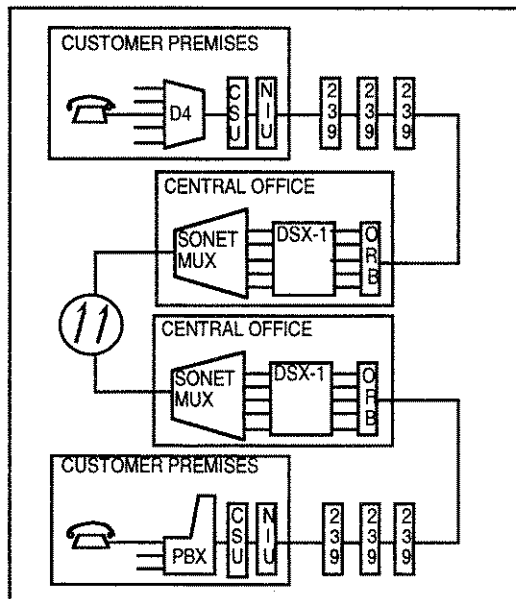 CUSTOMER PREMISES
D4
CSU
NIU
239
239
239
CENTRAL OFFICE
SONET
MUX
DSX-1
ORB
CENTRAL OFFICE
SONET
MUX
DSX-1
ORB
CUSTOMER PREMISES
PBX
CSU
NIU
239
239
239